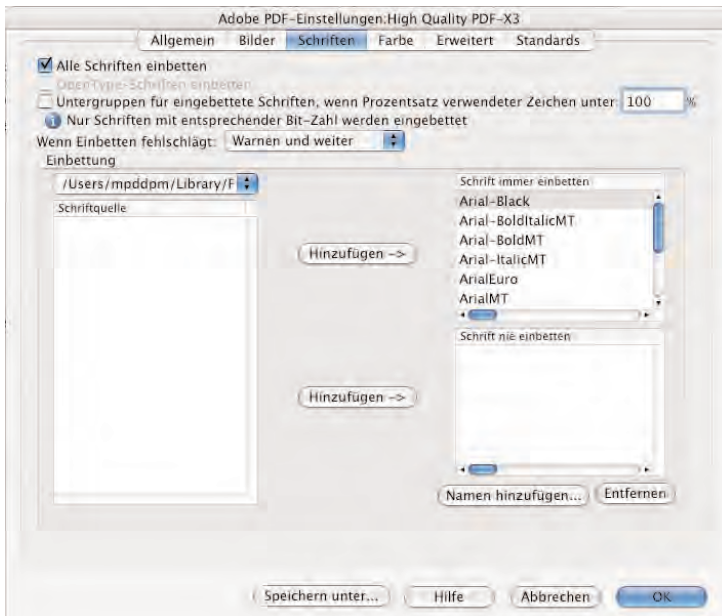 Adobe PDF-Einstellungen:High Quality PDF-X3
Allgemein Bilder Schriften Farbe Erweitert Standards
Alle Schriften einbetten
OpenType-Schriften einbetten
Untergruppen für eingebettete Schriften, wenn Prozentsatz verwendeter Zeichen unter: 100 %
Nur Schriften mit entsprechender Bit-Zahl werden eingebettet
Wenn Einbetten fehlschlägt: Warnen und weiter
Einbettung
/Users/mpddpm/Library/F
Schriftquelle
Hinzufügen ->
Schrift immer einbetten
Arial-Black
Arial-BoldItalicMT
Arial-BoldMT
Arial-ItalicMT
ArialEuro
ArialMT
Hinzufügen ->
Schrift nie einbetten
Namen hinzufügen... Entfernen
Speichern unter... Hilfe Abbrechen OK